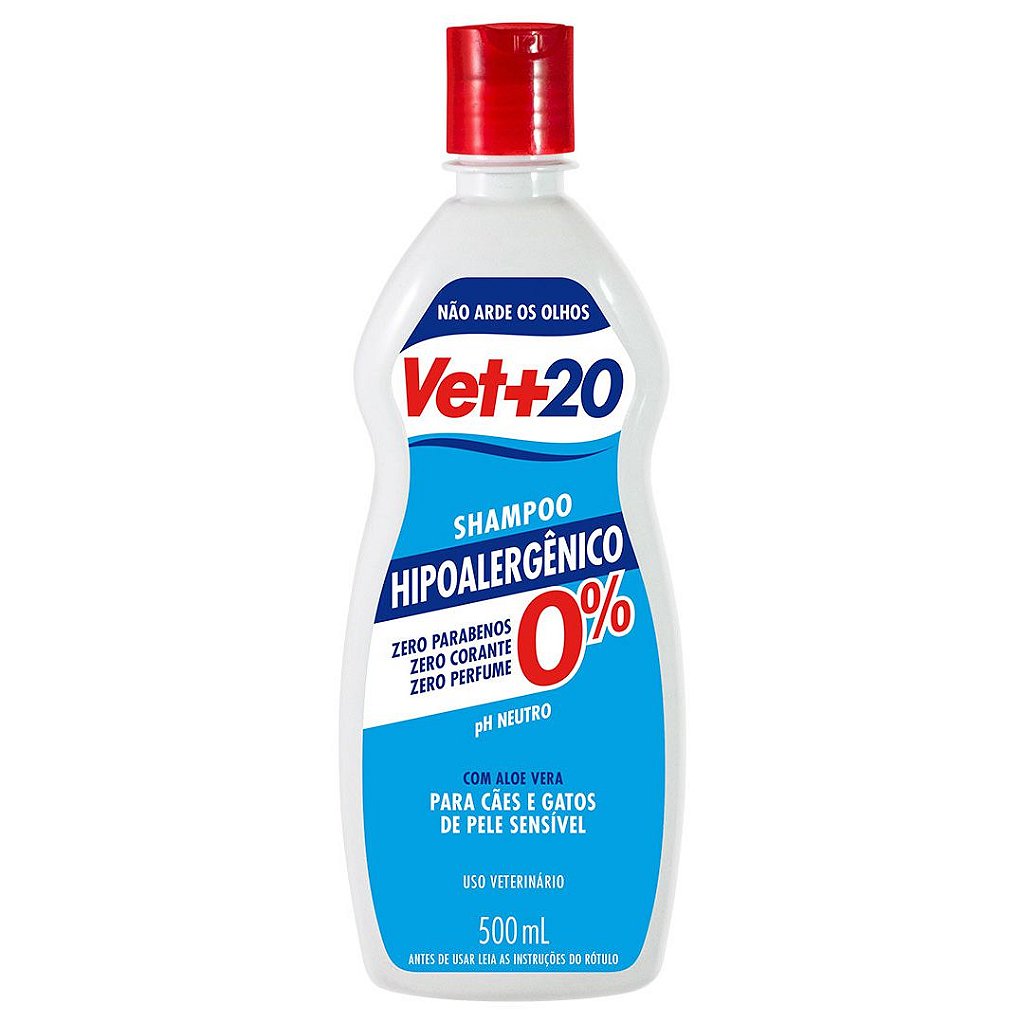 NÃO ARDE OS OLHOS
Vet+20
SHAMPOO
HIPOALERGÊNICO
ZERO PARABENOS
ZERO CORANTE
ZERO PERFUME
0%
pH NEUTRO
COM ALOE VERA
PARA CÃES E GATOS
DE PELE SENSÍVEL
USO VETERINÁRIO
500 mL
ANTES DE USAR LEIA AS INSTRUÇÕES DO RÓTULO